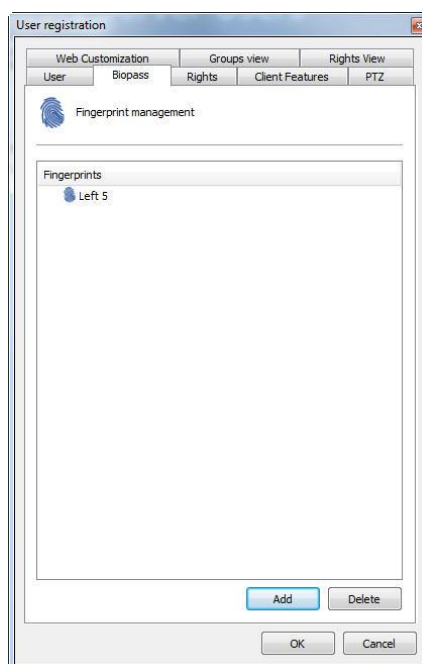 User registration
Web Customization Groups view Rights View
User Biopass Rights Client Features PTZ
Fingerprint management
Fingerprints
Left 5
Add Delete
OK Cancel